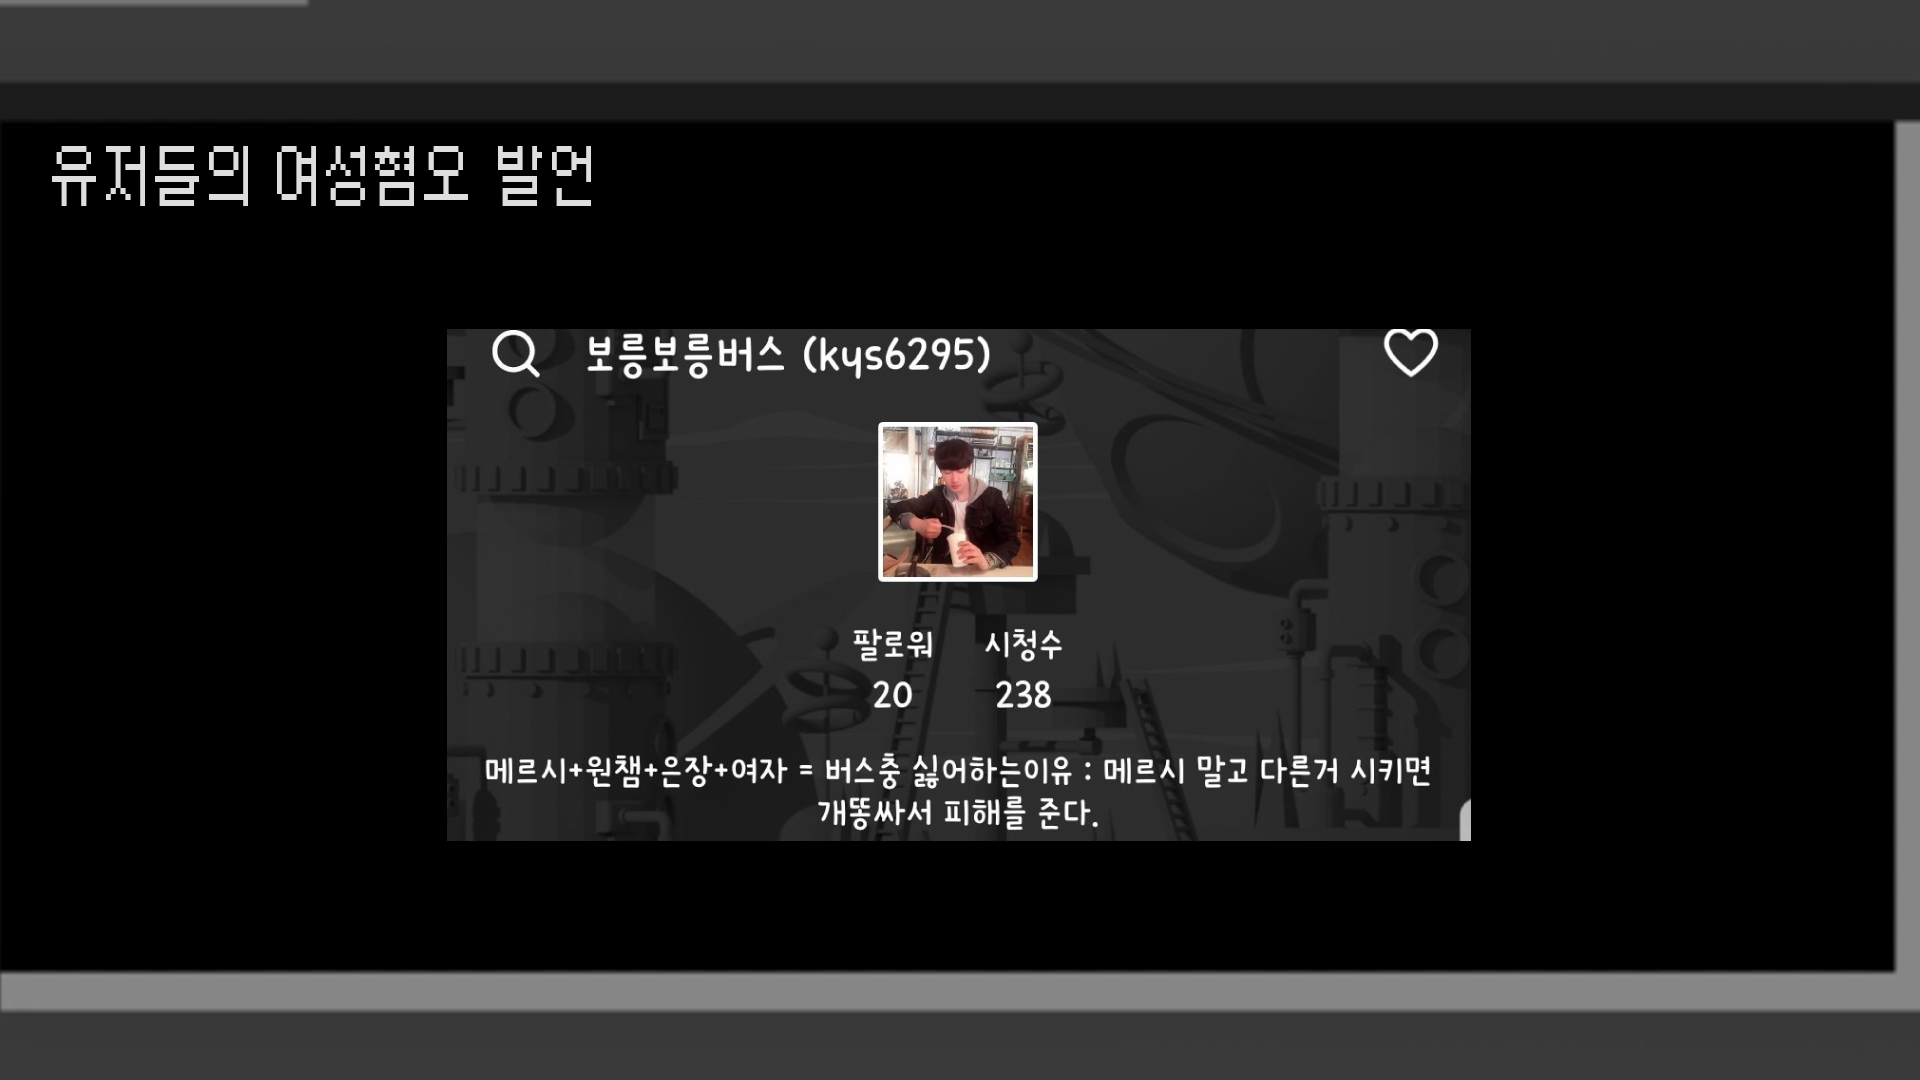 유저들의 여성혐오 발언
보릉보릉버스 (kys6295)
팔로워 시청수
20 238
메르시+원챔+은장+여자 = 버스충 싫어하는이유 : 메르시 말고 다른거 시키면
개똥싸서 피해를 준다.